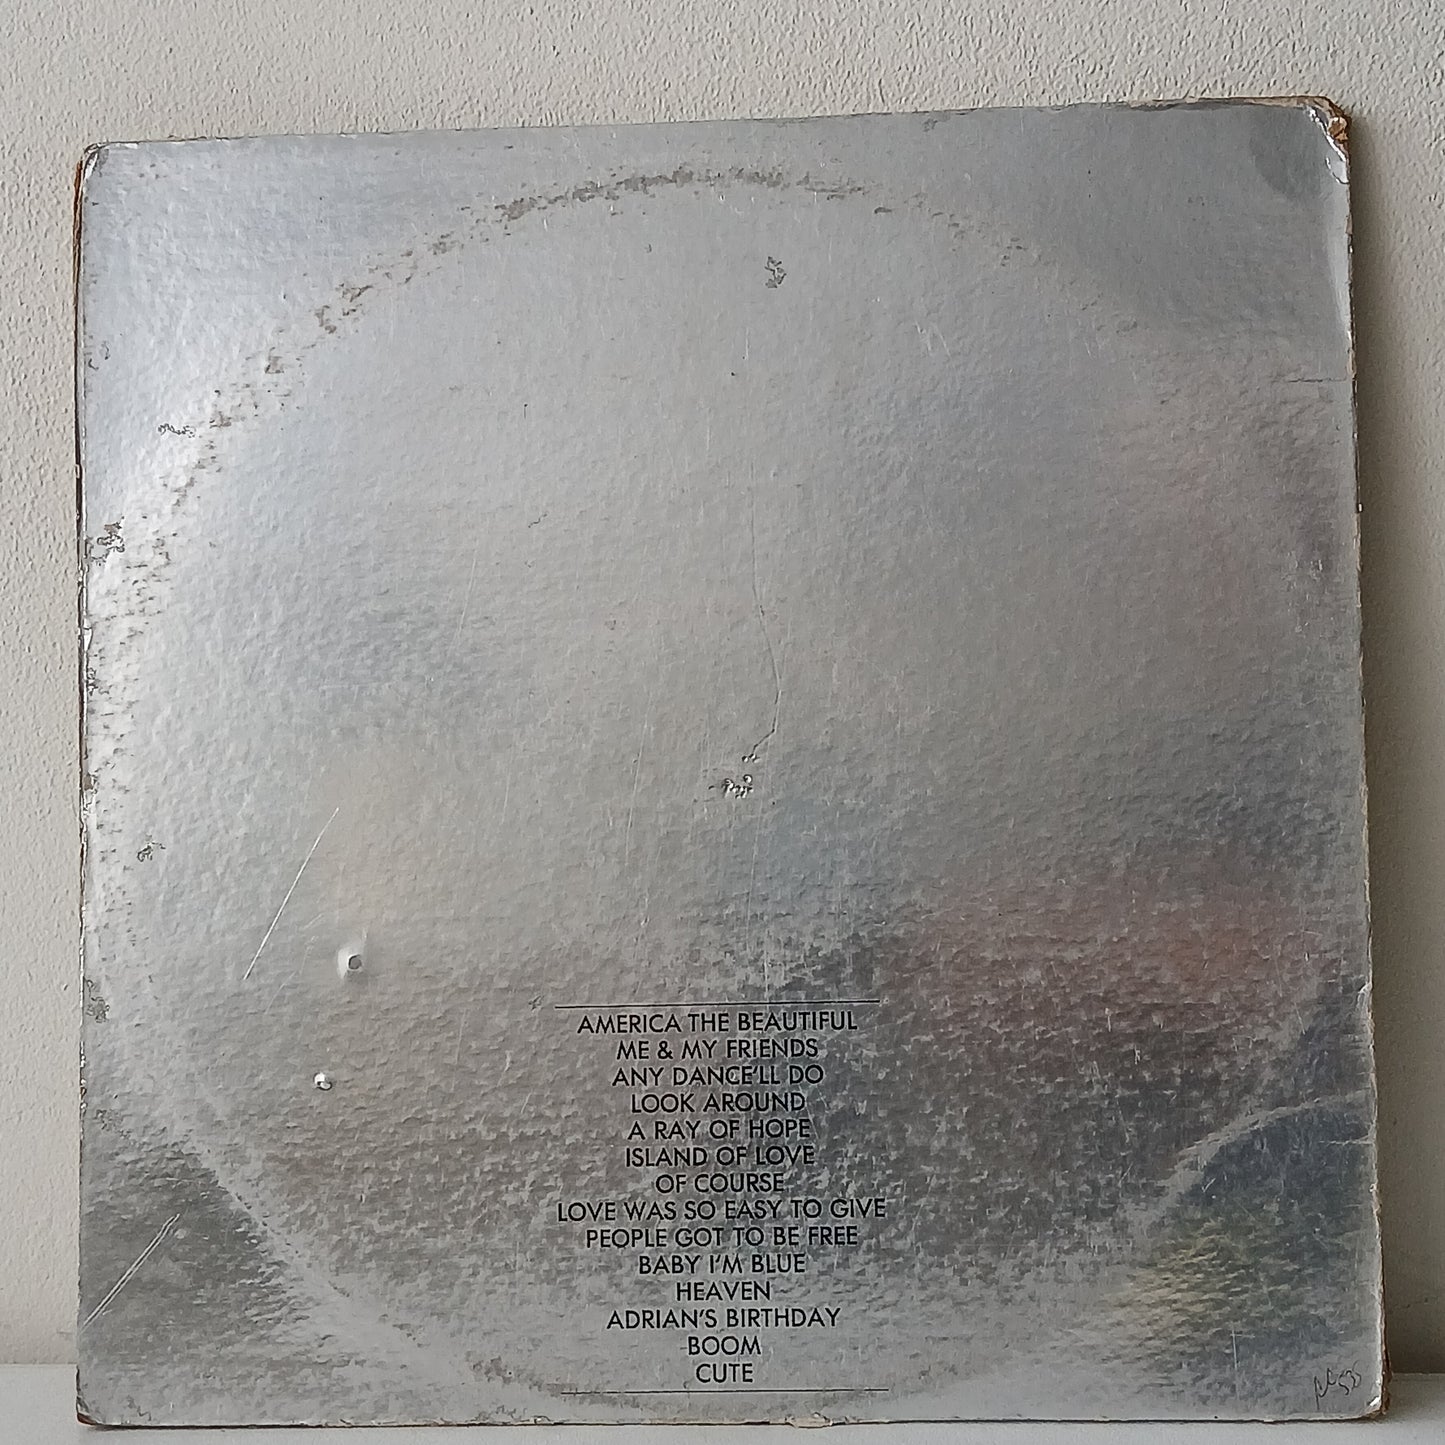 AMERICA THE BEAUTIFUL
ME & MY FRIENDS
ANY DANCE'LL DO
LOOK AROUND
A RAY OF HOPE
ISLAND OF LOVE
OF COURSE
LOVE WAS SO EASY TO GIVE
PEOPLE GOT TO BE FREE
BABY I'M BLUE
HEAVEN
ADRIAN'S BIRTHDAY
BOOM
CUTE